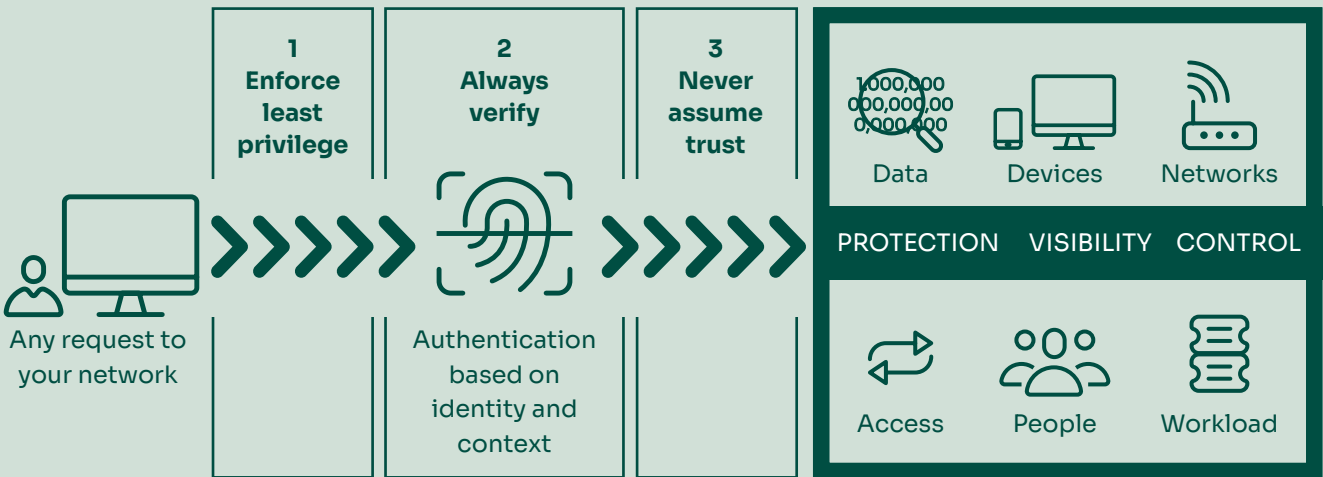 1
Enforce
least
privilege
2
Always
verify
3
Never
assume
trust
Any request to
your network
Authentication
based on
identity and
context
1,000,000
000,000,00
0,000,000
Data
Devices
Networks
PROTECTION VISIBILITY CONTROL
Access
People
Workload